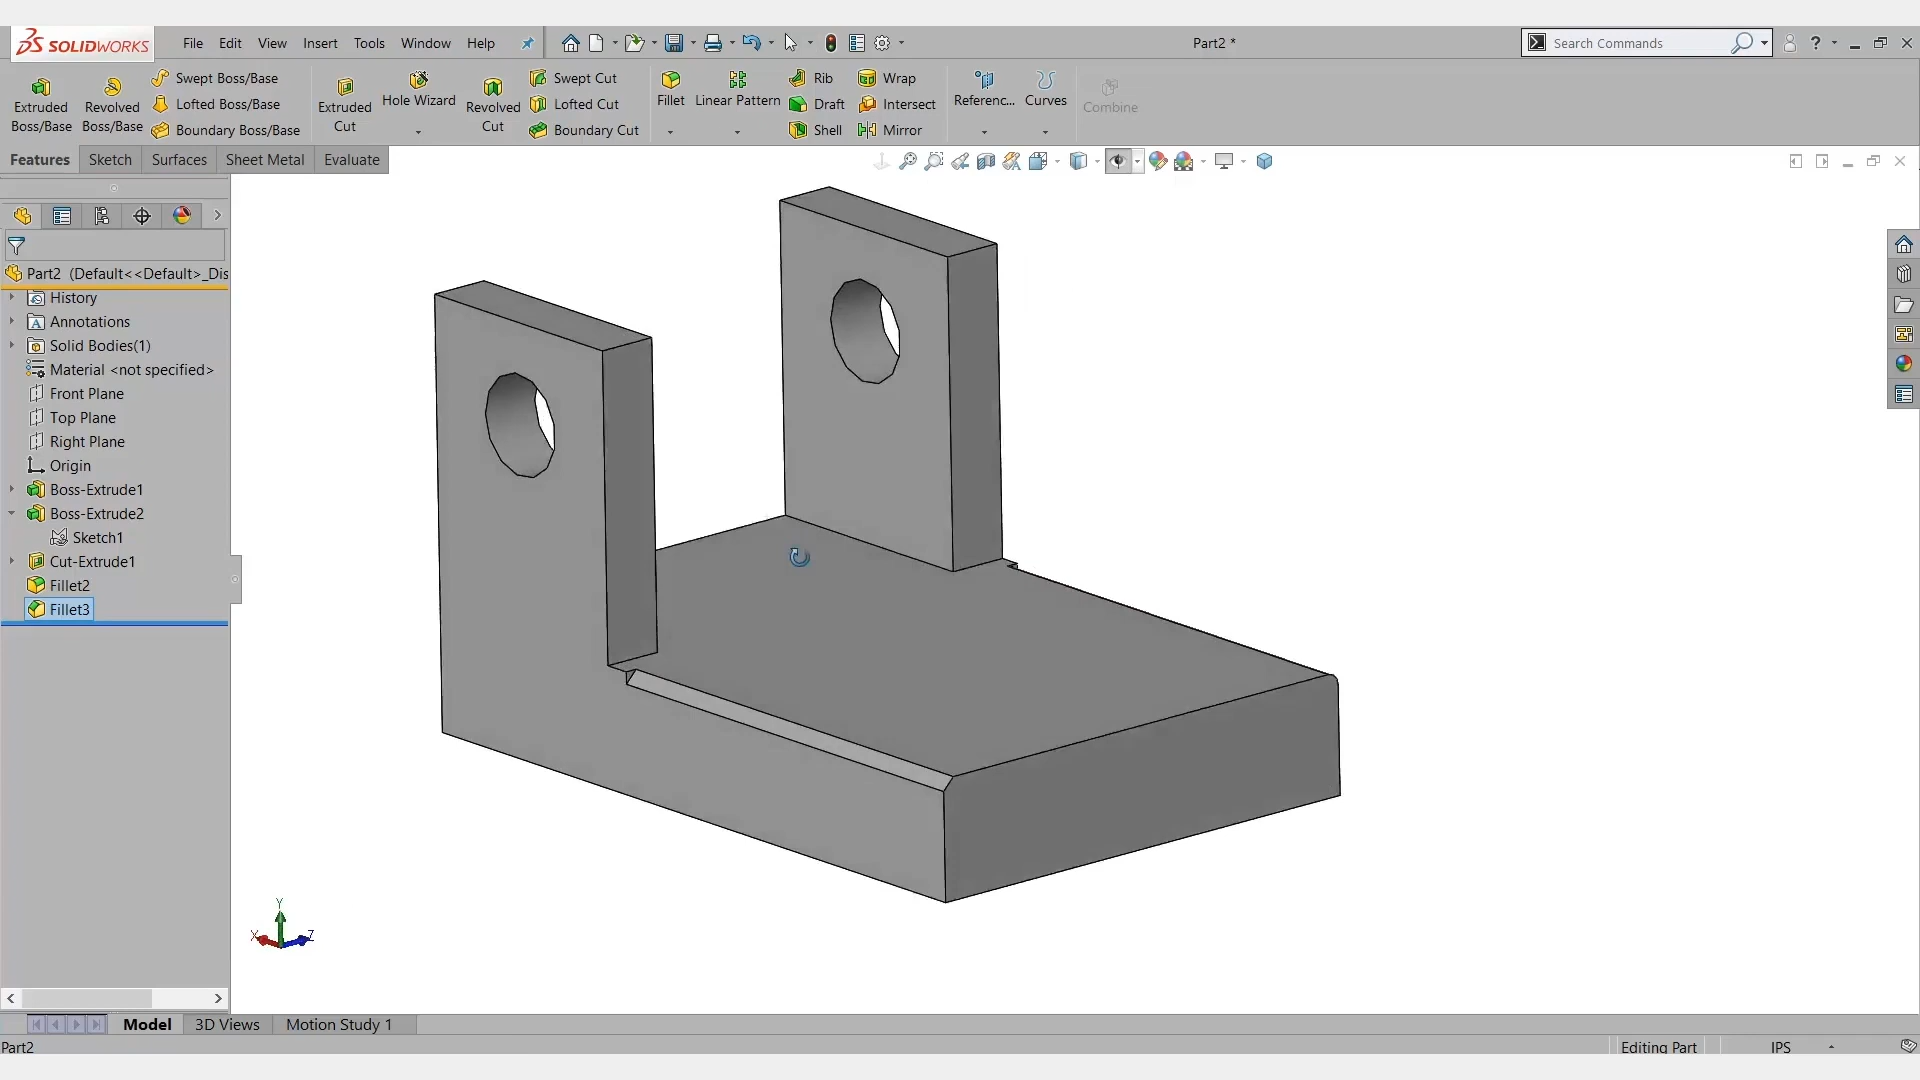 SOLIDWORKS File Edit View Insert Tools Window Help Part2 * Search Commands ?
Extruded Boss/Base
Revolved Boss/Base
Swept Boss/Base
Lofted Boss/Base
Boundary Boss/Base
Extruded Cut
Hole Wizard
Revolved Cut
Swept Cut
Lofted Cut
Boundary Cut
Fillet
Linear Pattern
Rib
Draft
Shell
Wrap
Intersect
Mirror
Referenc...
Curves
Combine
Features Sketch Surfaces Sheet Metal Evaluate
Part2 (Default<<Default>_Dis
History
A Annotations
Solid Bodies(1)
Material <not specified>
Front Plane
Top Plane
Right Plane
Origin
Boss-Extrude1
Boss-Extrude2
Sketch1
Cut-Extrude1
Fillet2
Fillet3
Y
X Z
Model 3D Views Motion Study 1
Part2 Editing Part IPS